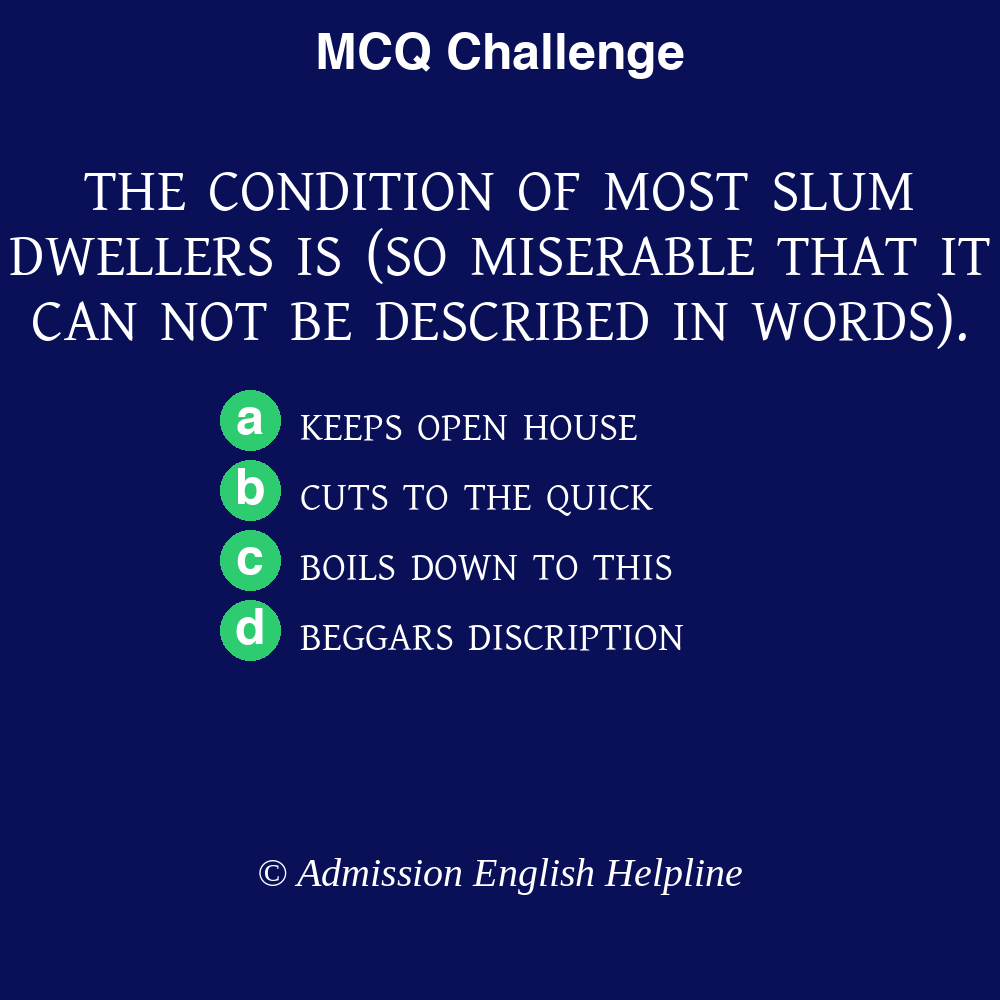 MCQ Challenge
THE CONDITION OF MOST SLUM
DWELLERS IS (SO MISERABLE THAT IT
CAN NOT BE DESCRIBED IN WORDS).
a KEEPS OPEN HOUSE
b CUTS TO THE QUICK
c BOILS DOWN TO THIS
d BEGGARS DISCRIPTION
© Admission English Helpline